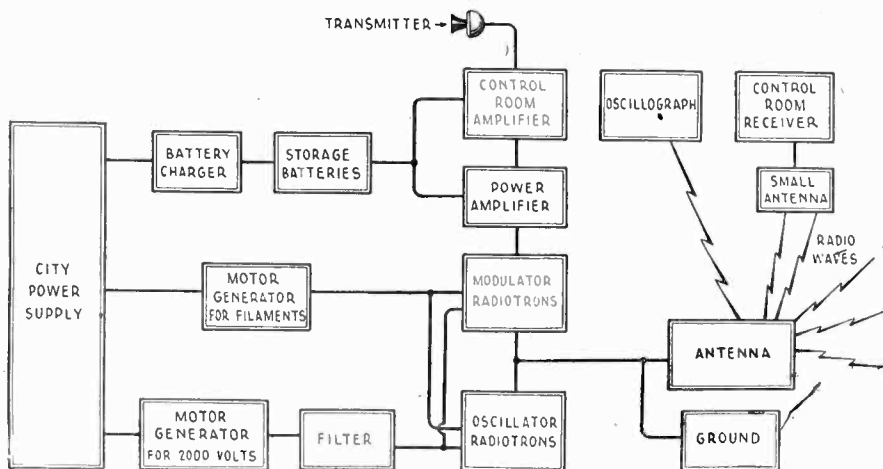 TRANSMITTER
CONTROL
ROOM
AMPLIFIER
OSCILLOGRAPH
CONTROL
ROOM
RECEIVER
BATTERY
CHARGER
STORAGE
BATTERIES
POWER
AMPLIFIER
SMALL
ANTENNA
RADIO
WAVES
CITY
POWER
SUPPLY
MOTOR
GENERATOR
FOR FILAMENTS
MODULATOR
RADIOTRONS
ANTENNA
MOTOR
GENERATOR
FOR 2000 VOLTS
FILTER
OSCILLATOR
RADIOTRONS
GROUND